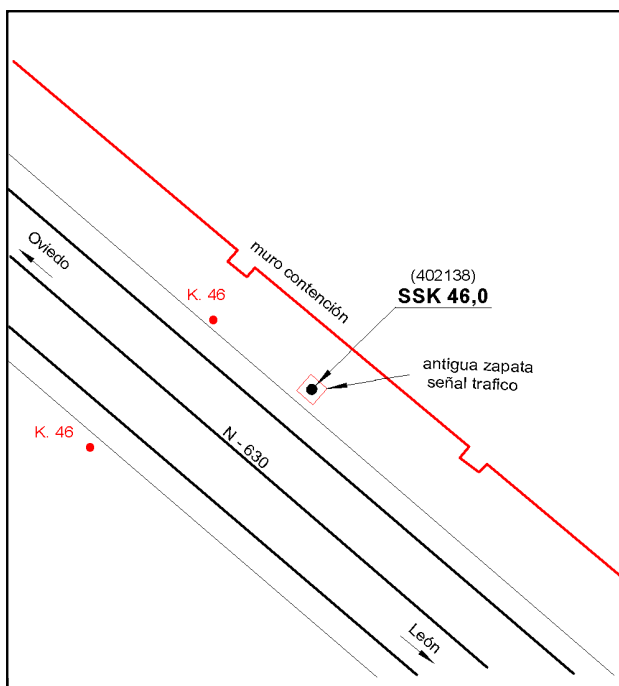 Oviedo
muro contención
(402138)
SSK 46,0
K. 46
antigua zapata
señal trafico
K. 46
N - 630
León